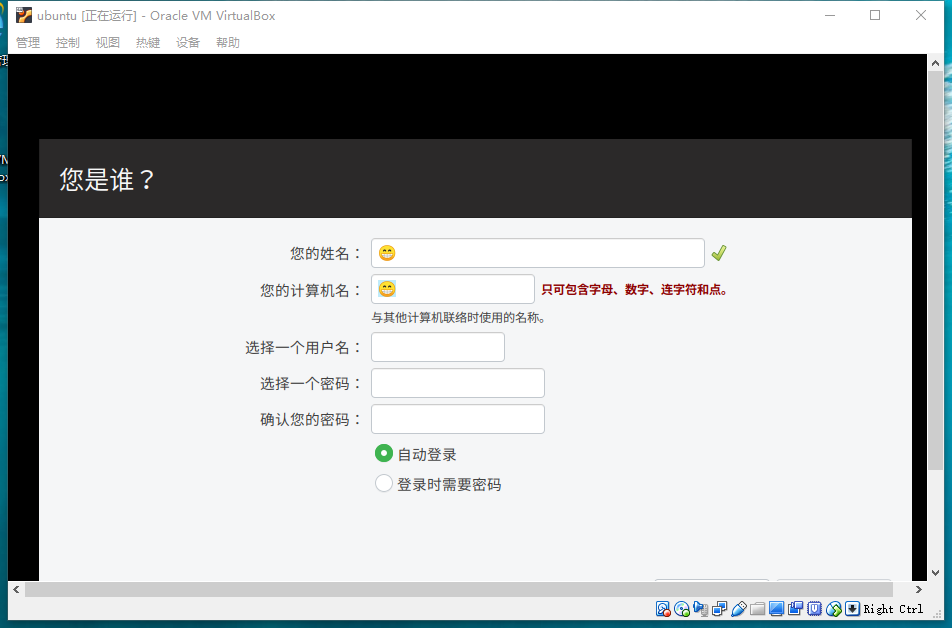 ubuntu [正在运行] - Oracle VM VirtualBox
管理 控制 视图 热键 设备 帮助
您是谁？
您的姓名： 😁
您的计算机名： 😁 只可包含字母、数字、连字符和点。
与其他计算机联络时使用的名称。
选择一个用户名：
选择一个密码：
确认您的密码：
自动登录
登录时需要密码
Right Ctrl